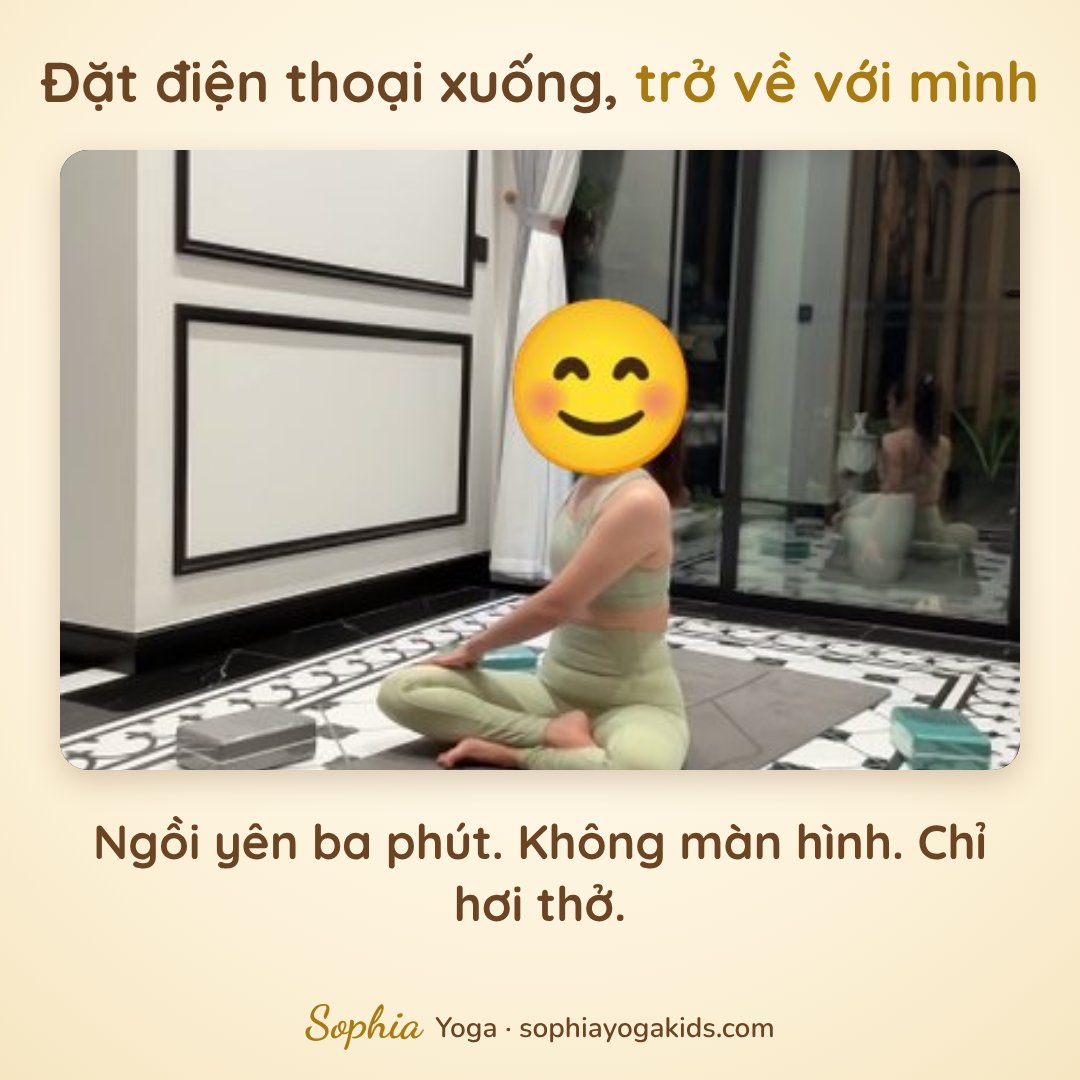 Đặt điện thoại xuống, trở về với mình
Ngồi yên ba phút. Không màn hình. Chỉ
hơi thở.
Sophia Yoga · sophiayogakids.com